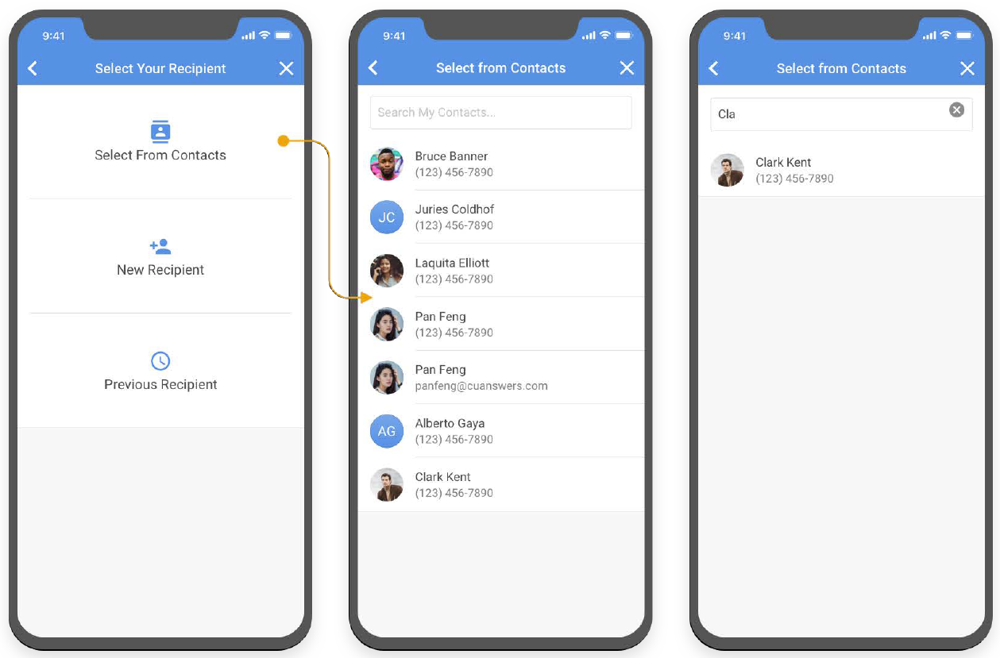 9:41
Select Your Recipient
Select From Contacts
New Recipient
Previous Recipient
9:41
Select from Contacts
Search My Contacts...
Bruce Banner
(123) 456-7890
JC
Juries Coldhof
(123) 456-7890
Laquita Elliott
(123) 456-7890
Pan Feng
(123) 456-7890
Pan Feng
panfeng@cuanswers.com
AG
Alberto Gaya
(123) 456-7890
Clark Kent
(123) 456-7890
9:41
Select from Contacts
Cla
Clark Kent
(123) 456-7890